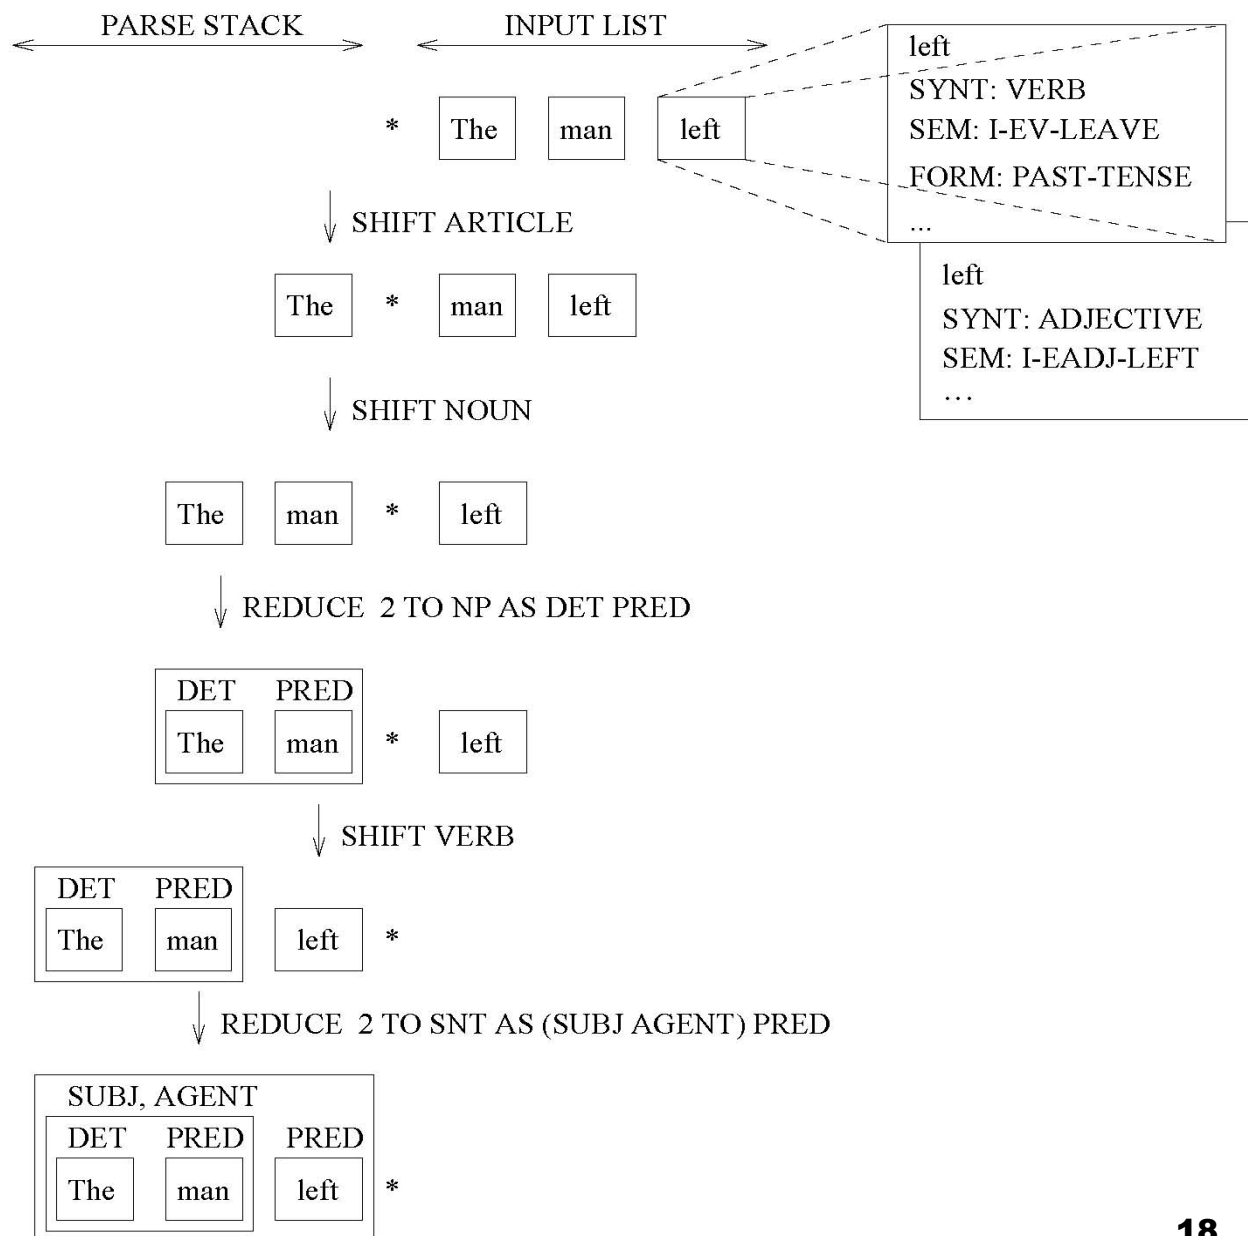 PARSE STACK
INPUT LIST
* The man left
left
SYNT: VERB
SEM: I-EV-LEAVE
FORM: PAST-TENSE
...
left
SYNT: ADJECTIVE
SEM: I-EADJ-LEFT
...
SHIFT ARTICLE
The * man left
SHIFT NOUN
The man * left
REDUCE 2 TO NP AS DET PRED
DET PRED
The man * left
SHIFT VERB
DET PRED
The man left *
REDUCE 2 TO SNT AS (SUBJ AGENT) PRED
SUBJ, AGENT
DET PRED PRED
The man left *
18